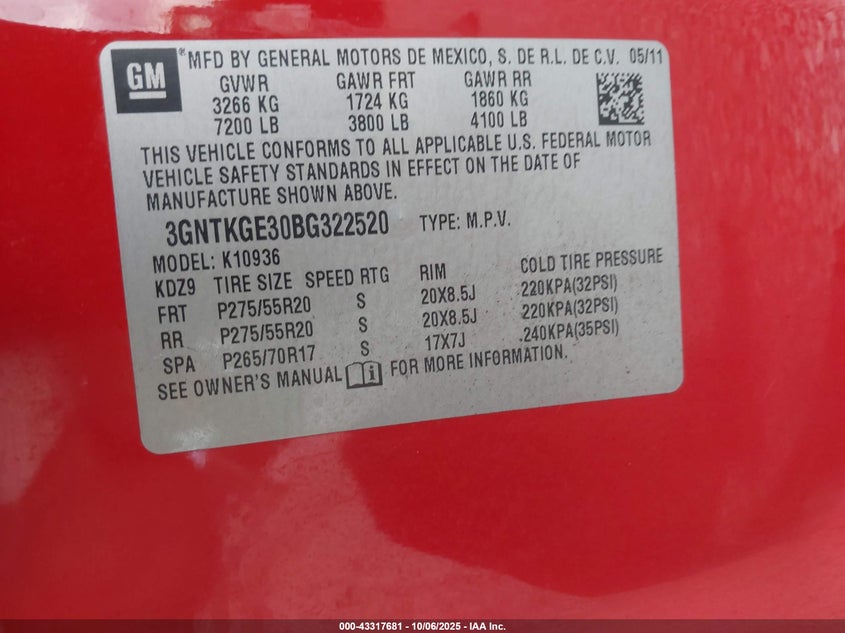 GM
®MFD BY GENERAL MOTORS DE MEXICO, S. DE R.L. DE C.V. 05/11
GVWR GAWR FRT GAWR RR
3266 KG 1724 KG 1860 KG
7200 LB 3800 LB 4100 LB
THIS VEHICLE CONFORMS TO ALL APPLICABLE U.S. FEDERAL MOTOR
VEHICLE SAFETY STANDARDS IN EFFECT ON THE DATE OF
MANUFACTURE SHOWN ABOVE.
3GNTKGE30BG322520 TYPE: M.P.V.
MODEL: K10936
KDZ9 TIRE SIZE SPEED RTG RIM COLD TIRE PRESSURE
FRT P275/55R20 S 20X8.5J 220KPA(32PSI)
RR P275/55R20 S 20X8.5J 220KPA(32PSI)
SPA P265/70R17 S 17X7J .240KPA(35PSI)
SEE OWNER'S MANUAL FOR MORE INFORMATION.
000-43317681 - 10/06/2025 - IAA Inc.